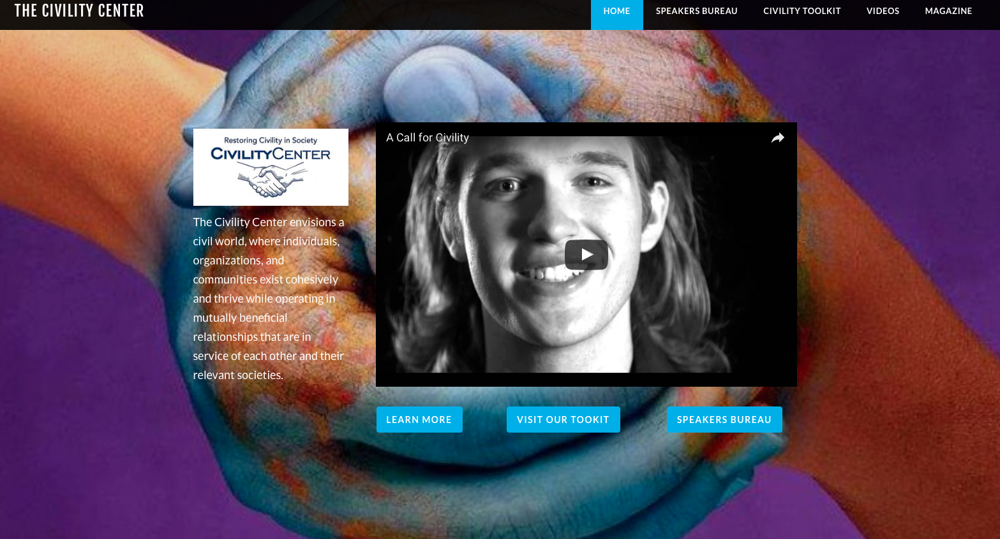 THE CIVILITY CENTER
HOME SPEAKERS BUREAU CIVILITY TOOLKIT VIDEOS MAGAZINE
Restoring Civility in Society
CIVILITYCENTER
The Civility Center envisions a
civil world, where individuals,
organizations, and
communities exist cohesively
and thrive while operating in
mutually beneficial
relationships that are in
service of each other and their
relevant societies.
A Call for Civility
LEARN MORE
VISIT OUR TOOKIT
SPEAKERS BUREAU